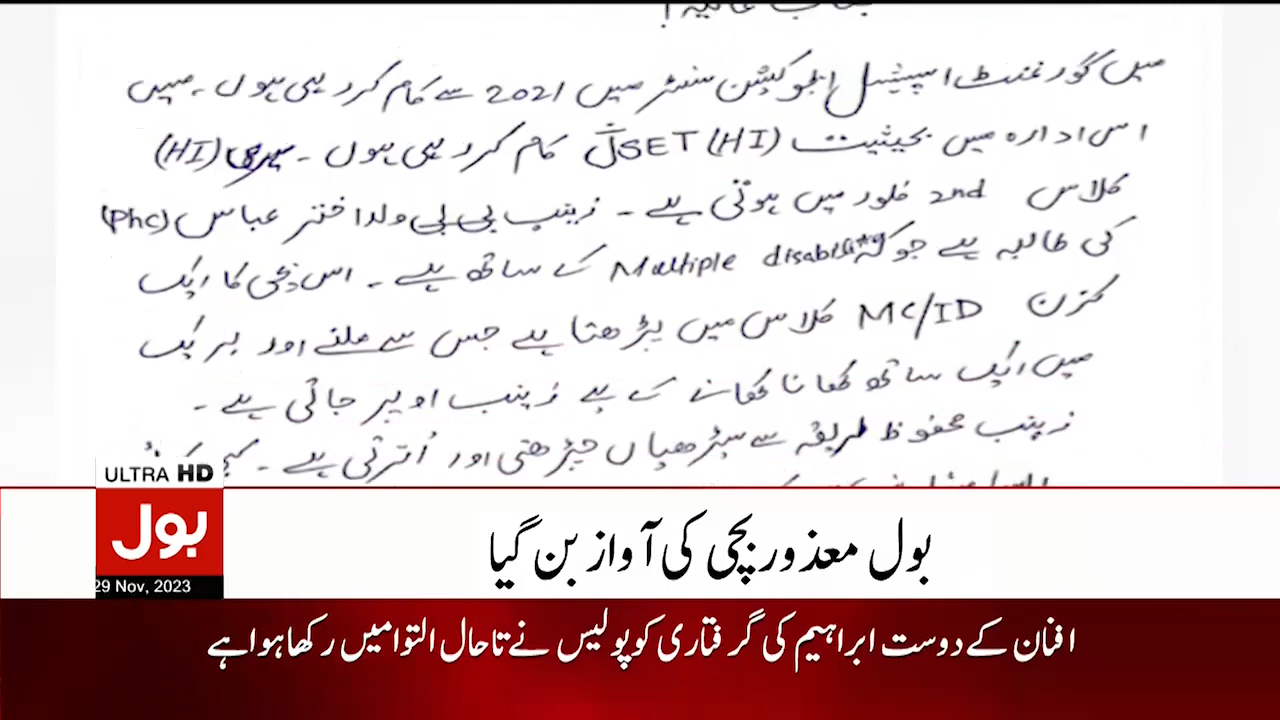 میں گورنمنٹ اسپیشل ایجوکیشن سنٹر میں 2021 سے کام کر رہی ہوں ۔ میں
اس ادارہ میں بحیثیت JSET (HI) کام کر رہی ہوں ۔ میری (HI)
کلاس 2nd فلور میں ہوتی ہے ۔ زینب بی بی ولد اختر عباس (Phc)
کی طالبہ ہے جو کہ Multiple کے ساتھ ہے ۔ اس بچی کا ایک
کزن MC/ID کلاس میں پڑھتا ہے جس سے ملنے اور بریک
میں ایک ساتھ کھانا کھانے کے لیے زینب اوپر جاتی ہے ۔
زینب محفوظ طریقہ سے سیڑھیاں چڑھتی اور اُترتی ہے ۔
ULTRA HD
بول
29 Nov, 2023
بول معذور بچی کی آواز بن گیا
افنان کے دوست ابراہیم کی گرفتاری کو پولیس نے تاحال التوا میں رکھا ہوا ہے